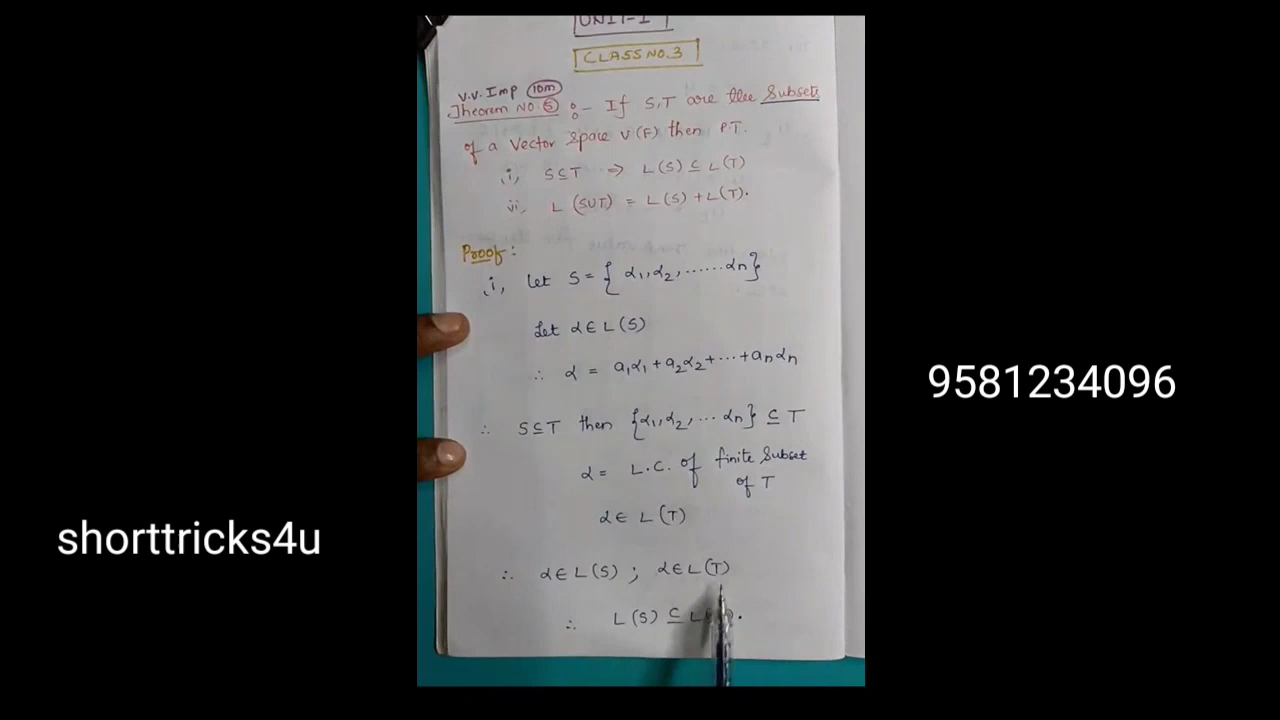 UNIT-I
CLASS NO.3
V.V. Imp 10m
Theorem NO.5 :- If S,T are the Subsets
of a Vector Space V(F) then P.T.
i, S⊆T ⇒ L(S) ⊆ L(T)
ii, L (SUT) = L(S) + L(T).
Proof:
i, Let S = { α₁, α₂, ...... αn}
Let α ∈ L(S)
∴ α = a₁α₁ + a₂α₂ + ... + anαn
∴ S⊆T then {α₁, α₂, ... αn} ⊆ T
α = L.C. of finite Subset
of T
α ∈ L(T)
∴ α ∈ L(S) ; α ∈ L(T)
∴ L(S) ⊆ L
9581234096
shorttricks4u